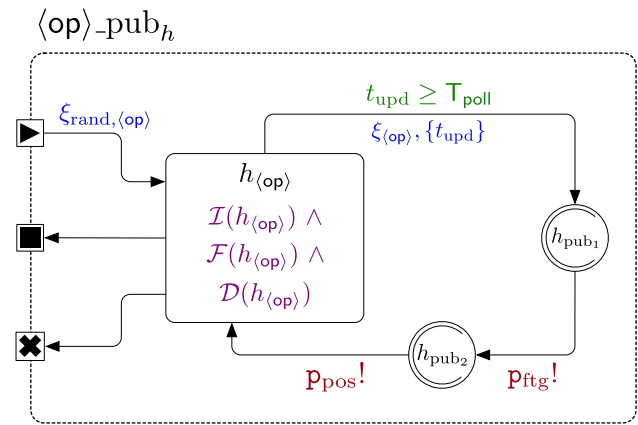 ⟨op⟩_pub_h
ξ_rand,⟨op⟩
t_upd ≥ T_poll
ξ_⟨op⟩, {t_upd}
h_⟨op⟩
ℐ(h_⟨op⟩) ∧
ℱ(h_⟨op⟩) ∧
𝒟(h_⟨op⟩)
h_pub₁
h_pub₂
p_pos!
p_ftg!